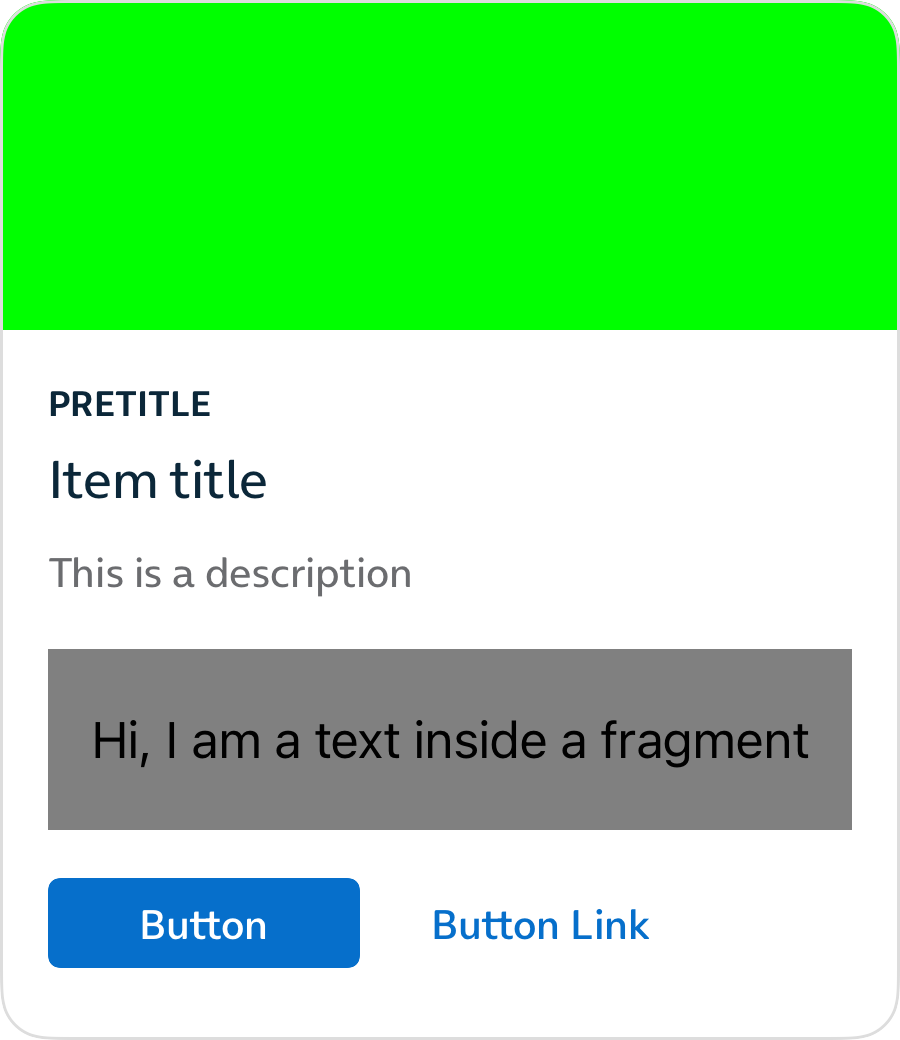 PRETITLE
Item title
This is a description
Hi, I am a text inside a fragment
Button
Button Link